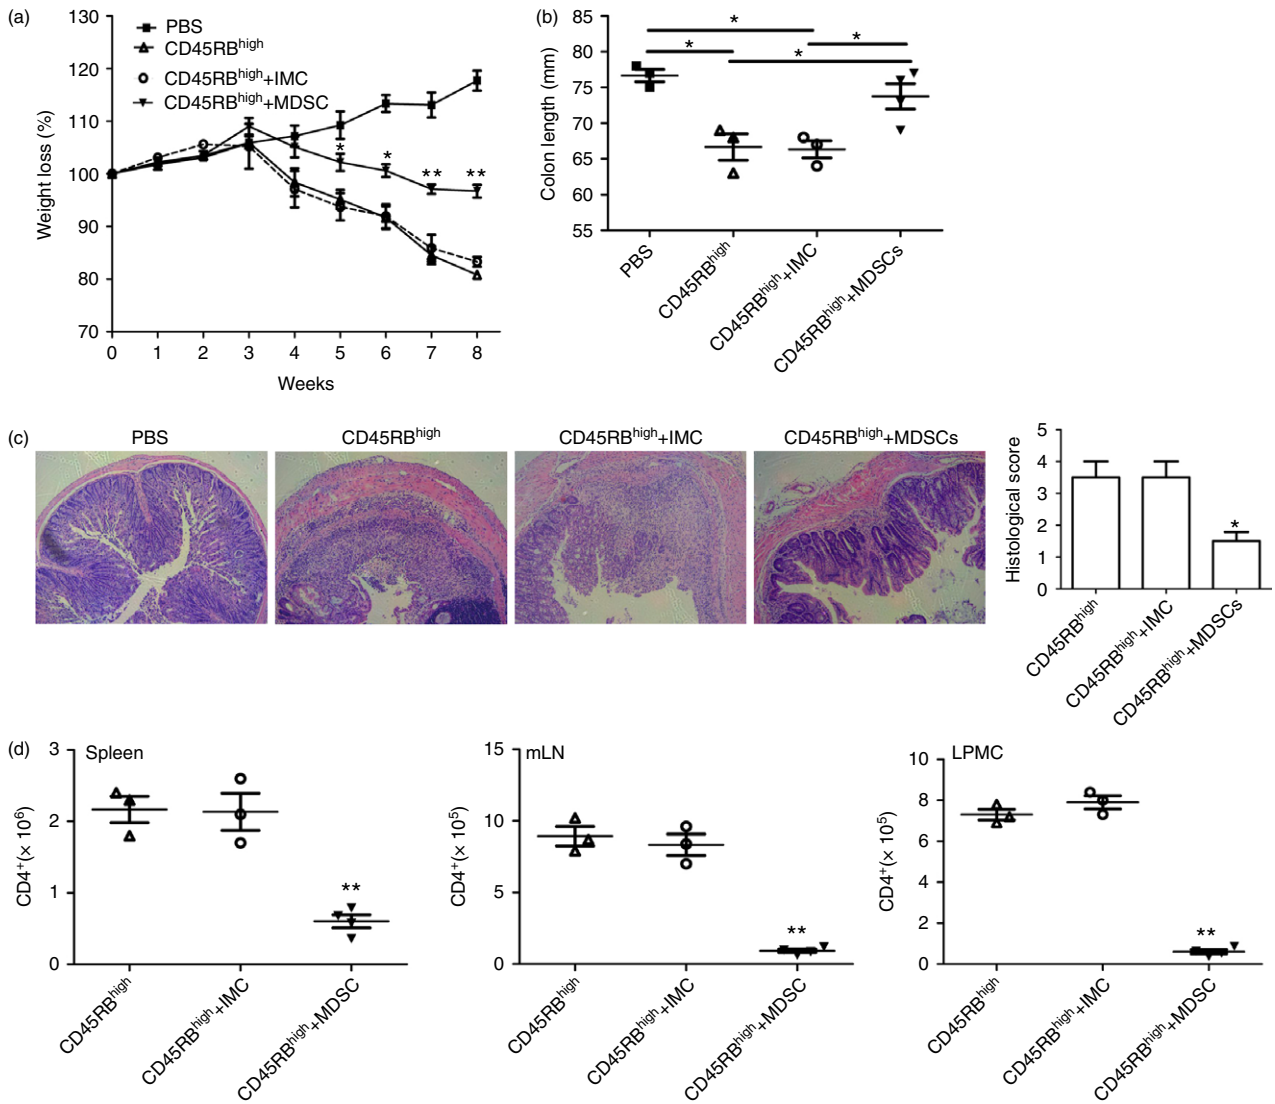 (a)
130
120
110
100
90
80
70
Weight loss (%)
PBS
CD45RBhigh
CD45RBhigh+IMC
CD45RBhigh+MDSC
*
*
**
**
0 1 2 3 4 5 6 7 8
Weeks
(b)
85
80
75
70
65
60
55
Colon length (mm)
*
*
*
*
PBS
CD45RBhigh
CD45RBhigh+IMC
CD45RBhigh+MDSCs
(c)
PBS
CD45RBhigh
CD45RBhigh+IMC
CD45RBhigh+MDSCs
5
4
3
2
1
0
Histological score
*
CD45RBhigh
CD45RBhigh+IMC
CD45RBhigh+MDSCs
(d)
Spleen
3
2
1
0
CD4+(× 10⁶)
**
CD45RBhigh
CD45RBhigh+IMC
CD45RBhigh+MDSC
mLN
15
10
5
0
CD4+(× 10⁵)
**
CD45RBhigh
CD45RBhigh+IMC
CD45RBhigh+MDSC
LPMC
10
8
6
4
2
0
CD4+(× 10⁵)
**
CD45RBhigh
CD45RBhigh+IMC
CD45RBhigh+MDSC